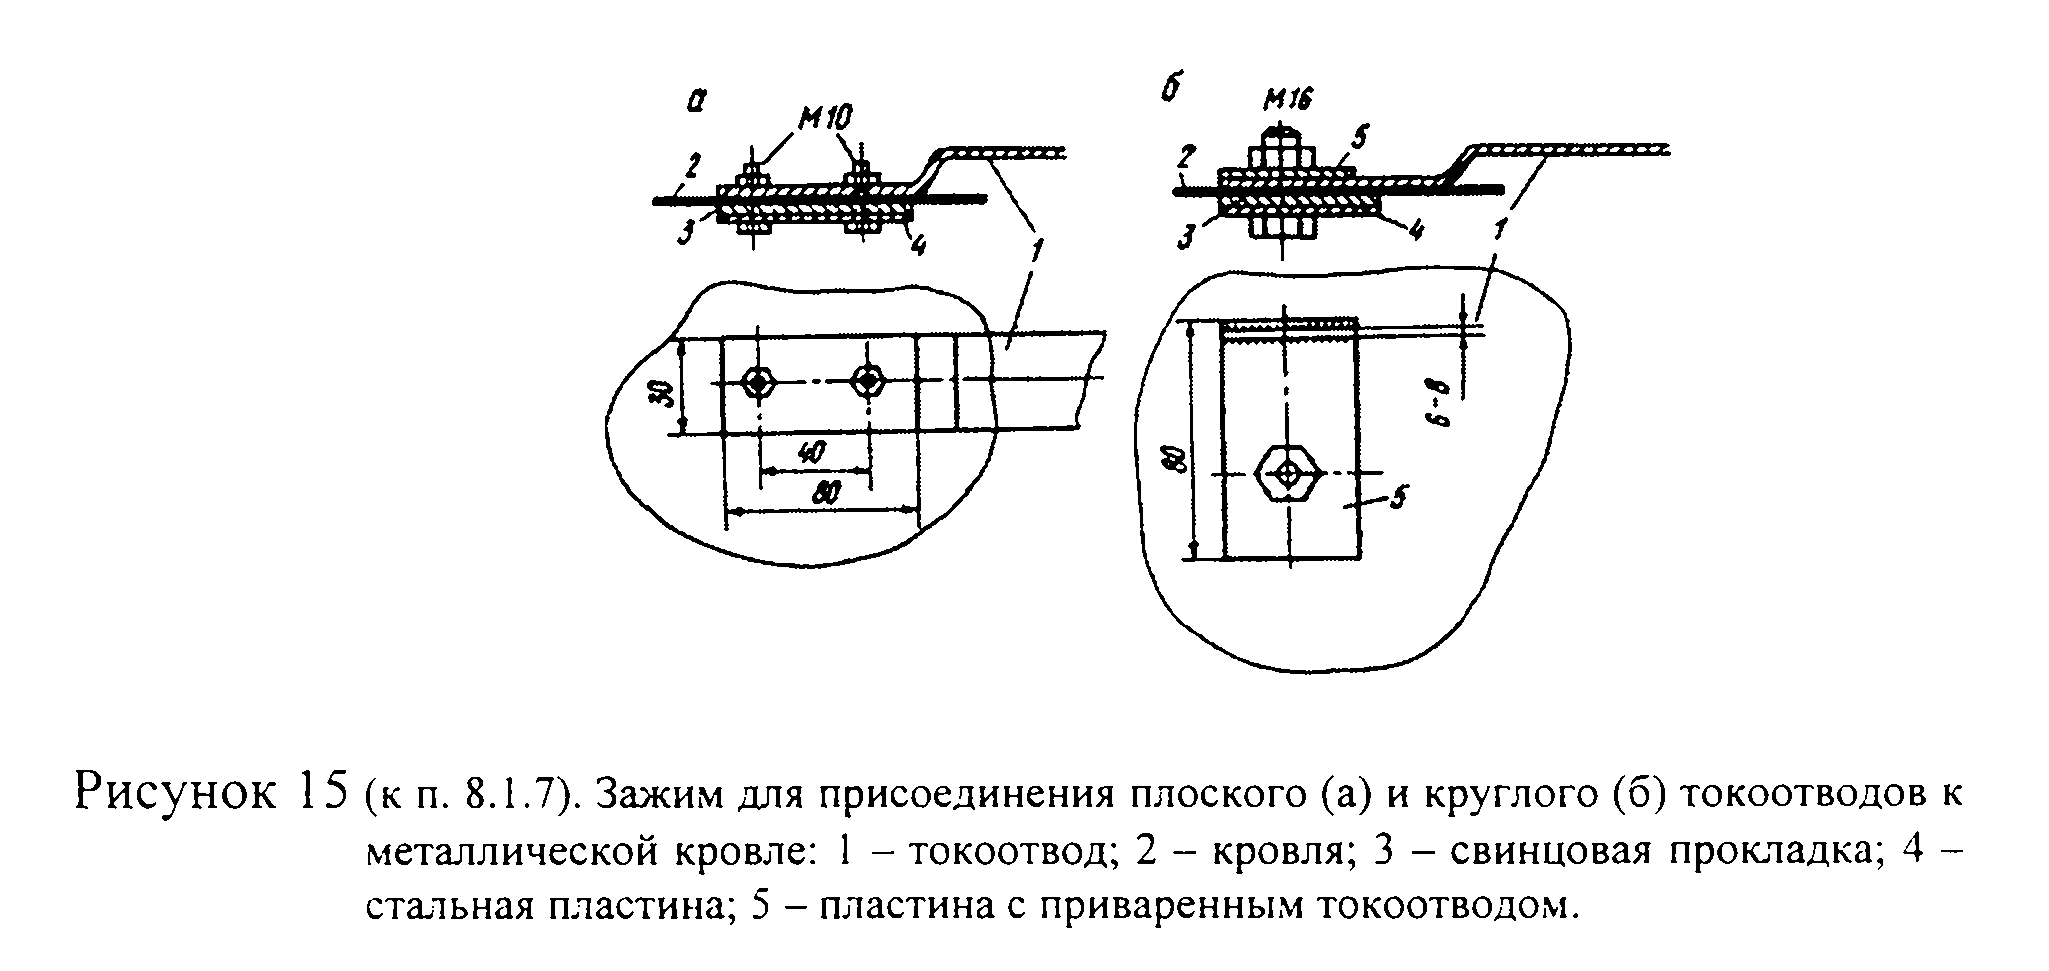 а
М10
2
3
4
1
30
40
80
б
М16
5
2
3
4
1
80
6-8
5
Рисунок 15 (к п. 8.1.7). Зажим для присоединения плоского (а) и круглого (б) токоотводов к
металлической кровле: 1 – токоотвод; 2 – кровля; 3 – свинцовая прокладка; 4 –
стальная пластина; 5 – пластина с приваренным токоотводом.